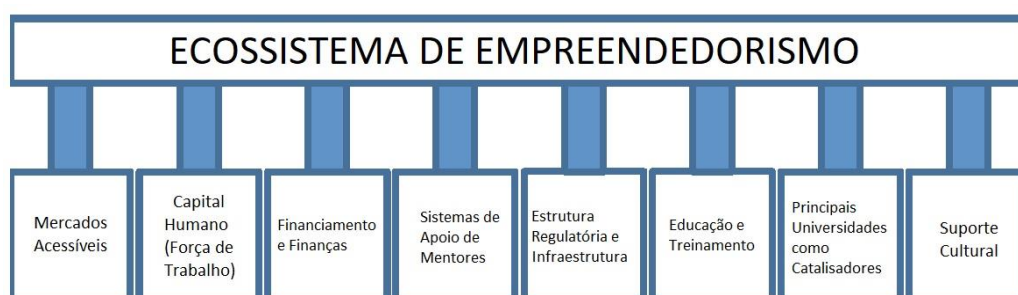 ECOSSISTEMA DE EMPREENDEDORISMO
Mercados
Acessíveis
Capital
Humano
(Força de
Trabalho)
Financiamento
e Finanças
Sistemas de
Apoio de
Mentores
Estrutura
Regulatória e
Infraestrutura
Educação e
Treinamento
Principais
Universidades
como
Catalisadores
Suporte
Cultural